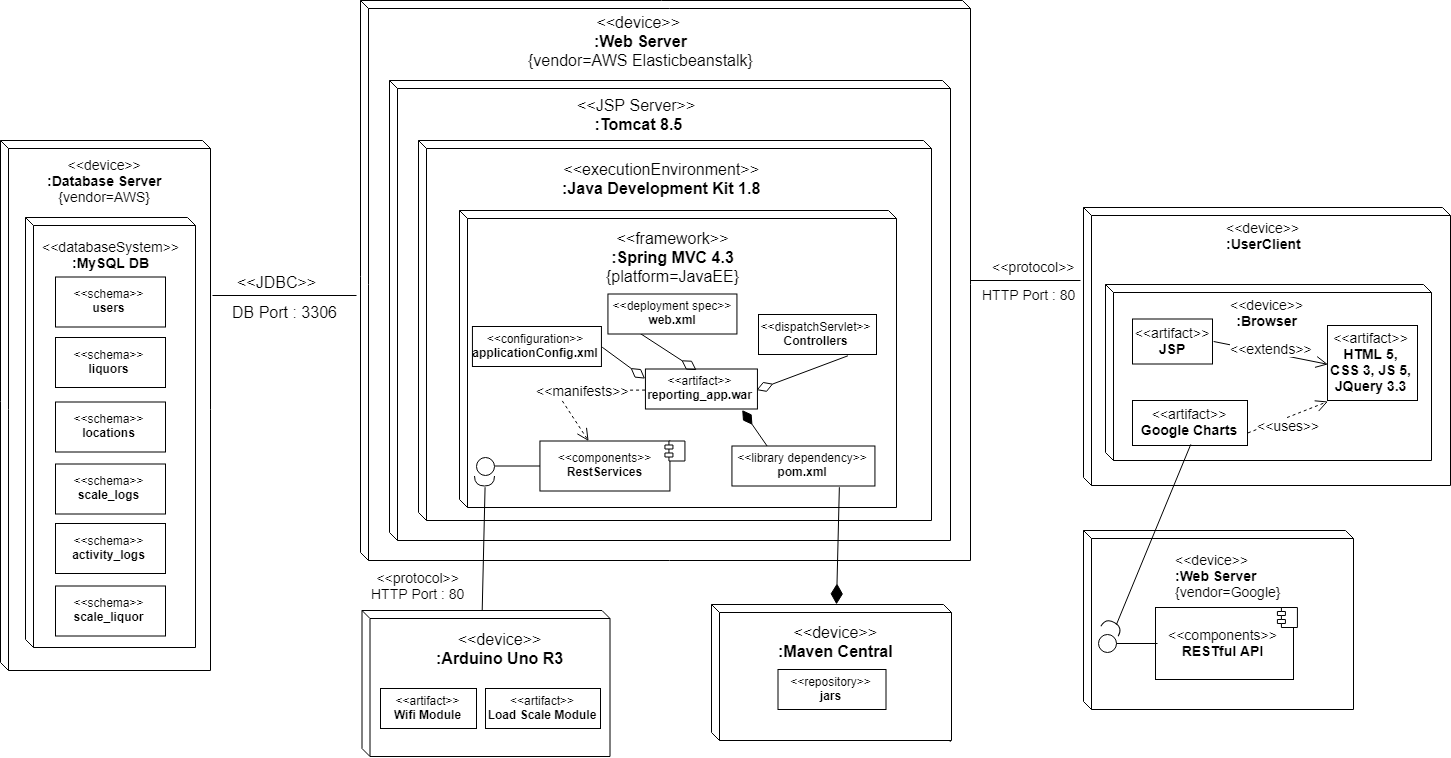 <<device>>
:Web Server
{vendor=AWS Elasticbeanstalk}
<<JSP Server>>
:Tomcat 8.5
<<executionEnvironment>>
:Java Development Kit 1.8
<<framework>>
:Spring MVC 4.3
{platform=JavaEE}
<<deployment spec>>
web.xml
<<configuration>>
applicationConfig.xml
<<dispatchServlet>>
Controllers
<<artifact>>
reporting_app.war
<<manifests>>
<<components>>
RestServices
<<library dependency>>
pom.xml
<<device>>
:Database Server
{vendor=AWS}
<<databaseSystem>>
:MySQL DB
<<schema>>
users
<<schema>>
liquors
<<schema>>
locations
<<schema>>
scale_logs
<<schema>>
activity_logs
<<schema>>
scale_liquor
<<JDBC>>
DB Port : 3306
<<protocol>>
HTTP Port : 80
<<device>>
:UserClient
<<device>>
:Browser
<<artifact>>
JSP
<<extends>>
<<artifact>>
HTML 5,
CSS 3, JS 5,
JQuery 3.3
<<artifact>>
Google Charts
<<uses>>
<<protocol>>
HTTP Port : 80
<<device>>
:Arduino Uno R3
<<artifact>>
Wifi Module
<<artifact>>
Load Scale Module
<<device>>
:Maven Central
<<repository>>
jars
<<device>>
:Web Server
{vendor=Google}
<<components>>
RESTful API